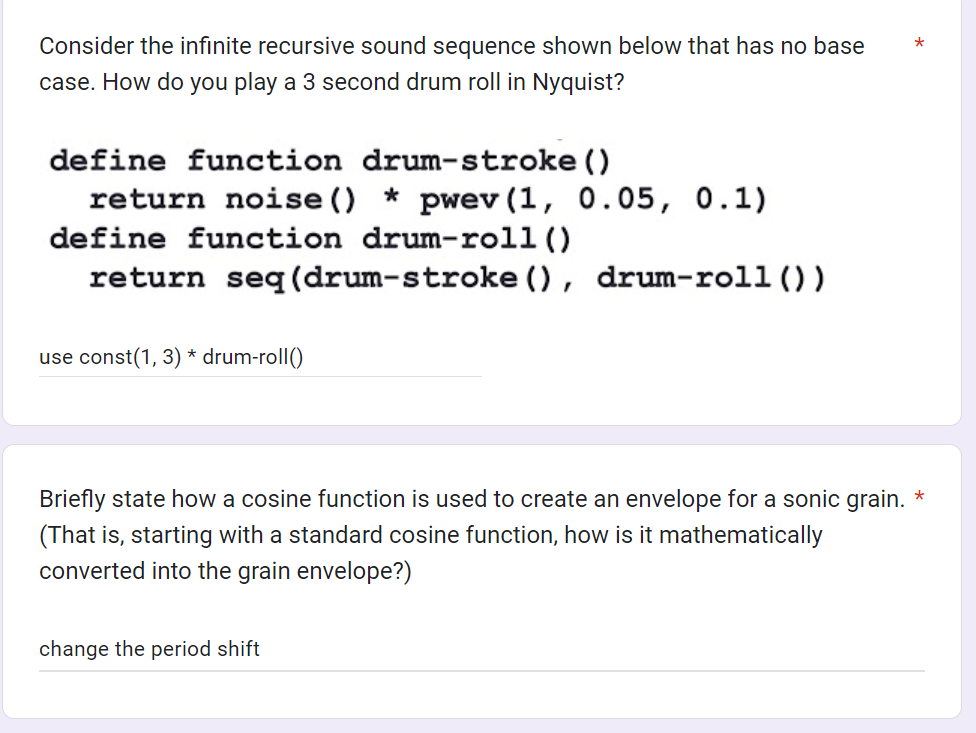 Consider the infinite recursive sound sequence shown below that has no base *
case. How do you play a 3 second drum roll in Nyquist?
define function drum-stroke()
return noise() * pwev(1, 0.05, 0.1)
define function drum-roll()
return seq(drum-stroke(), drum-roll())
use const(1, 3) * drum-roll()
Briefly state how a cosine function is used to create an envelope for a sonic grain. *
(That is, starting with a standard cosine function, how is it mathematically
converted into the grain envelope?)
change the period shift